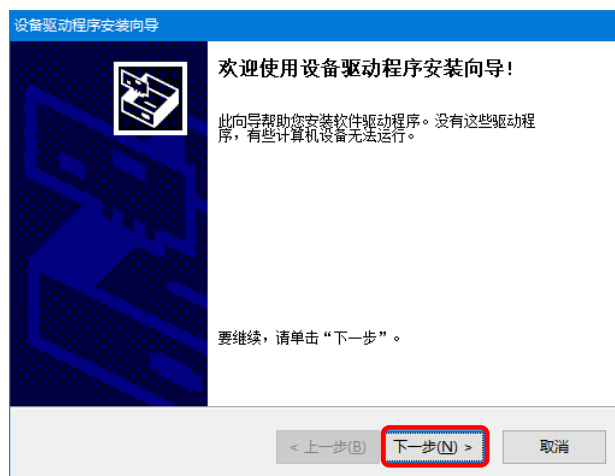 设备驱动程序安装向导
欢迎使用设备驱动程序安装向导!
此向导帮助您安装软件驱动程序。没有这些驱动程
序，有些计算机设备无法运行。
要继续，请单击“下一步”。
< 上一步(B)
下一步(N) >
取消